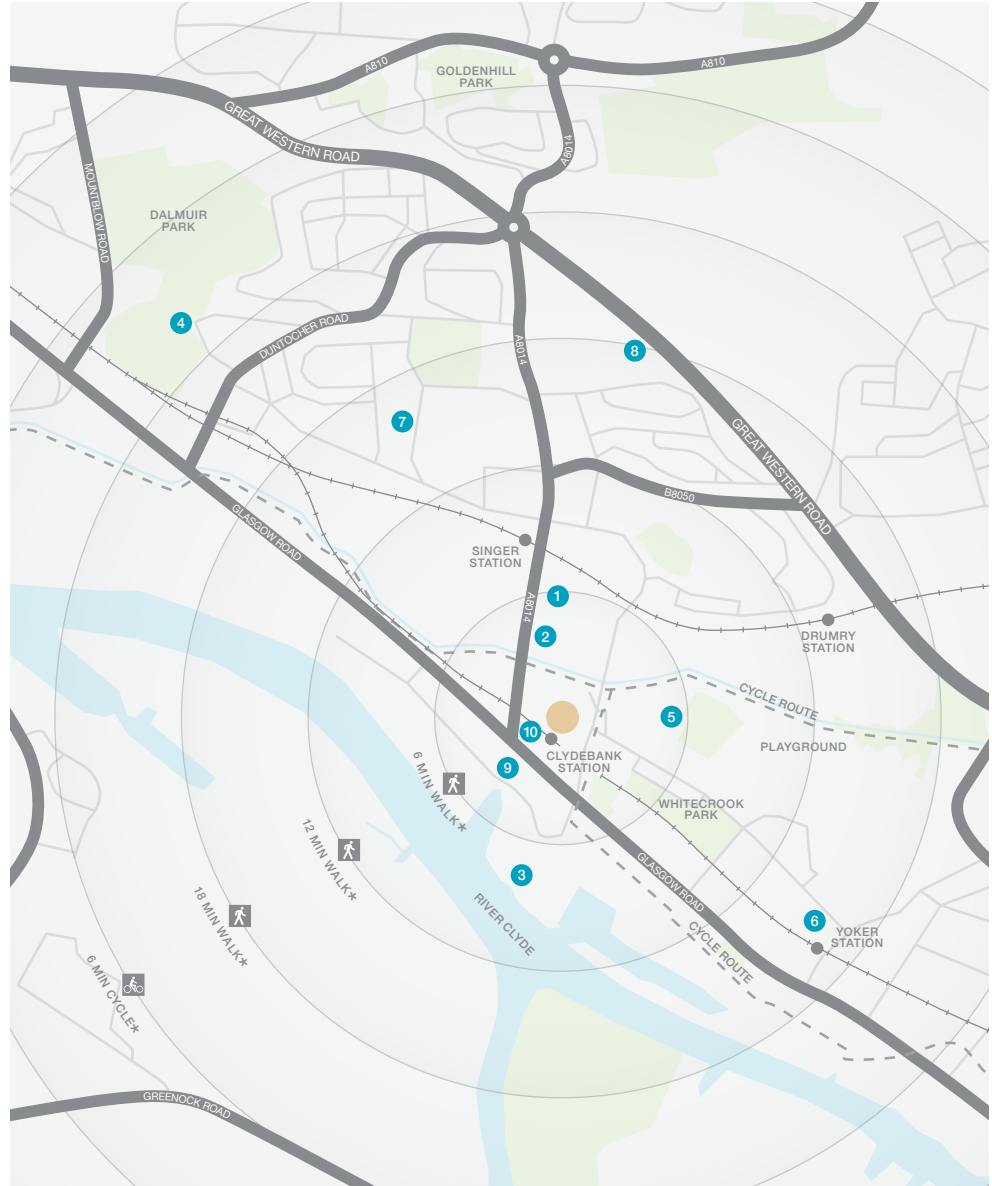 A810
A810
GOLDENHILL
PARK
GREAT WESTERN ROAD
A8014
MOUNTBLOW ROAD
DALMUIR
PARK
4
DUNTOCHER ROAD
A8014
8
7
GREAT WESTERN ROAD
B8050
GLASGOW ROAD
SINGER
STATION
1
A8014
2
DRUMRY
STATION
CYCLE ROUTE
5
10
PLAYGROUND
CLYDEBANK
STATION
9
6 MIN WALK*
WHITECROOK
PARK
12 MIN WALK*
3
GLASGOW ROAD
18 MIN WALK*
RIVER CLYDE
6
YOKER
STATION
CYCLE ROUTE
6 MIN CYCLE*
GREENOCK ROAD